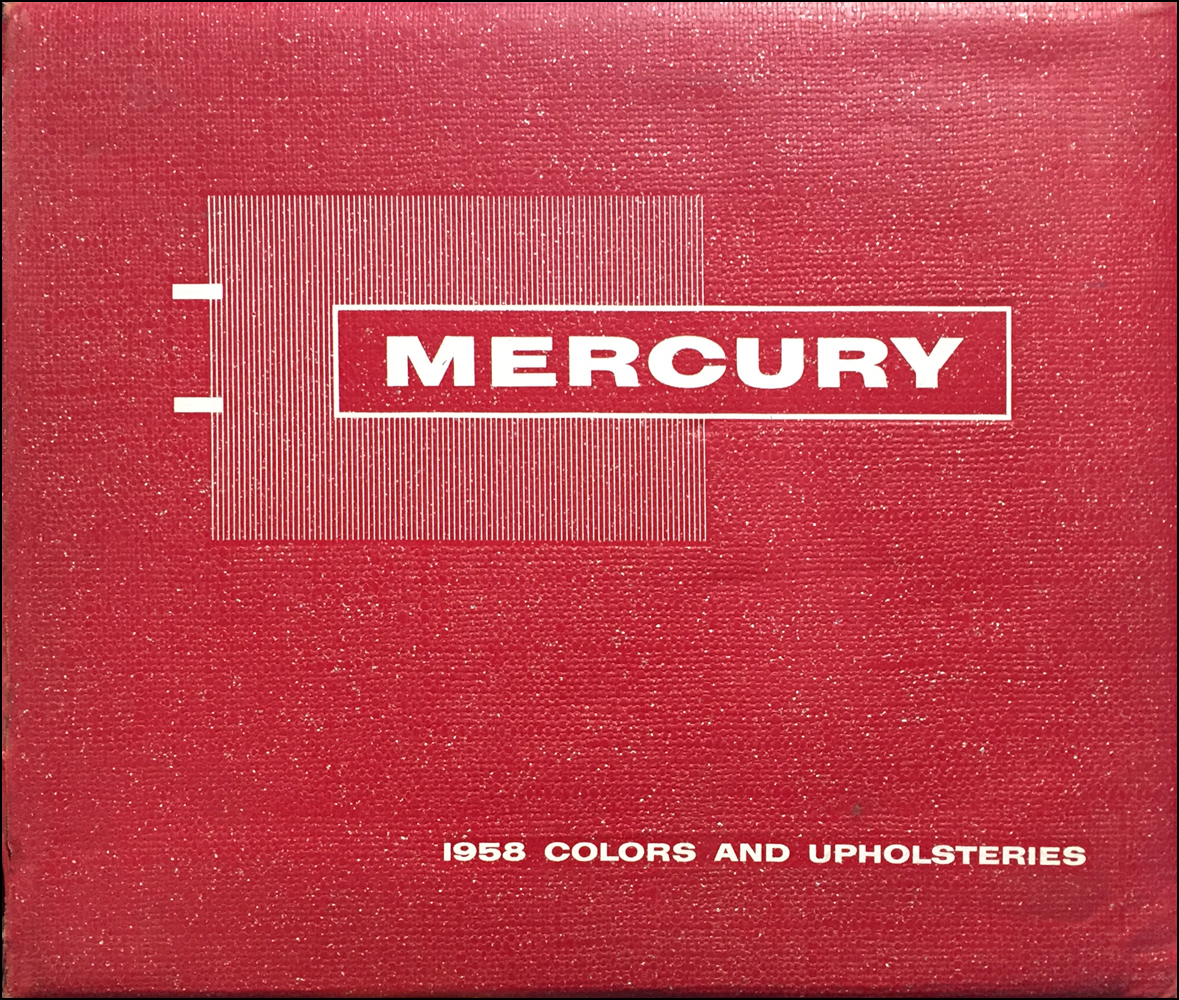 MERCURY
1958 COLORS AND UPHOLSTERIES